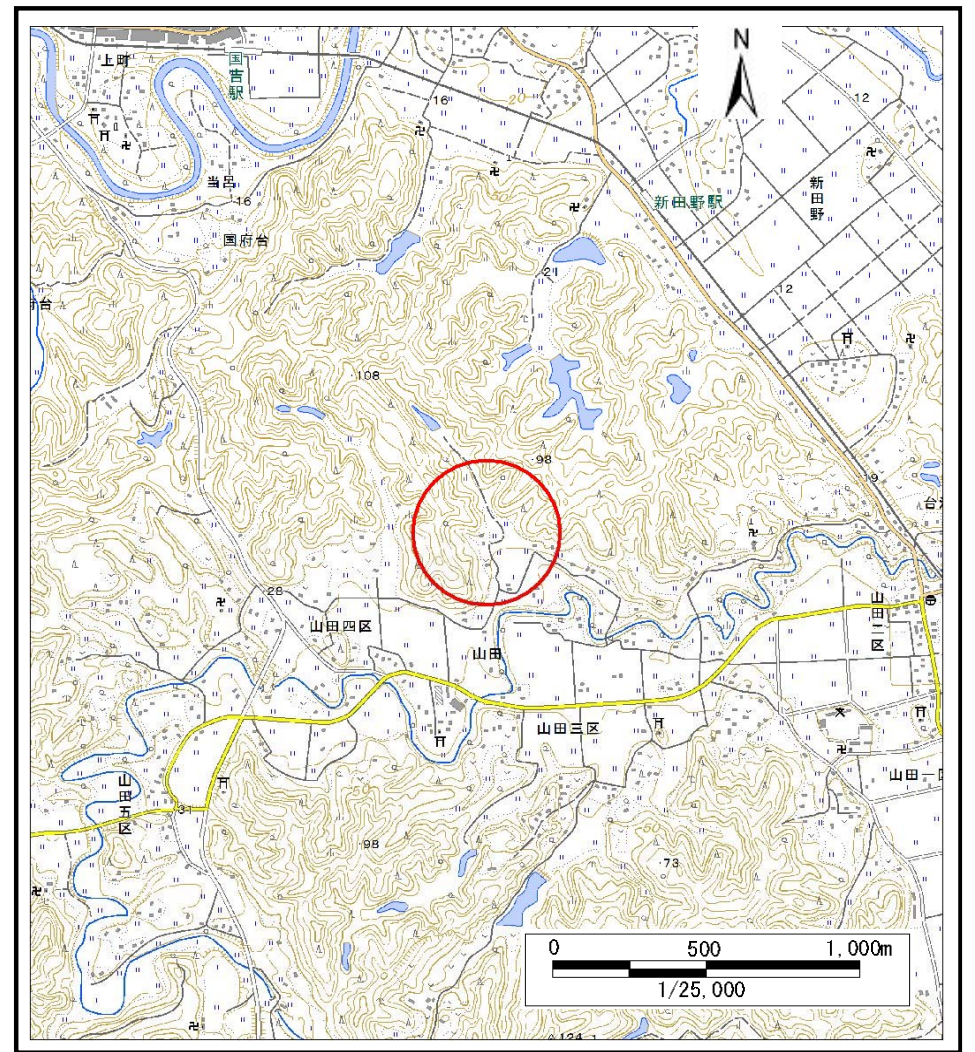 N
上町
国吉駅
16
20
12
当呂
16
国府台
新田野駅
新田野
21
12
108
98
19
28
山田四区
山田
山田二区
山田三区
山田五区
31
山田一区
98
73
124
0 500 1,000m
1/25,000